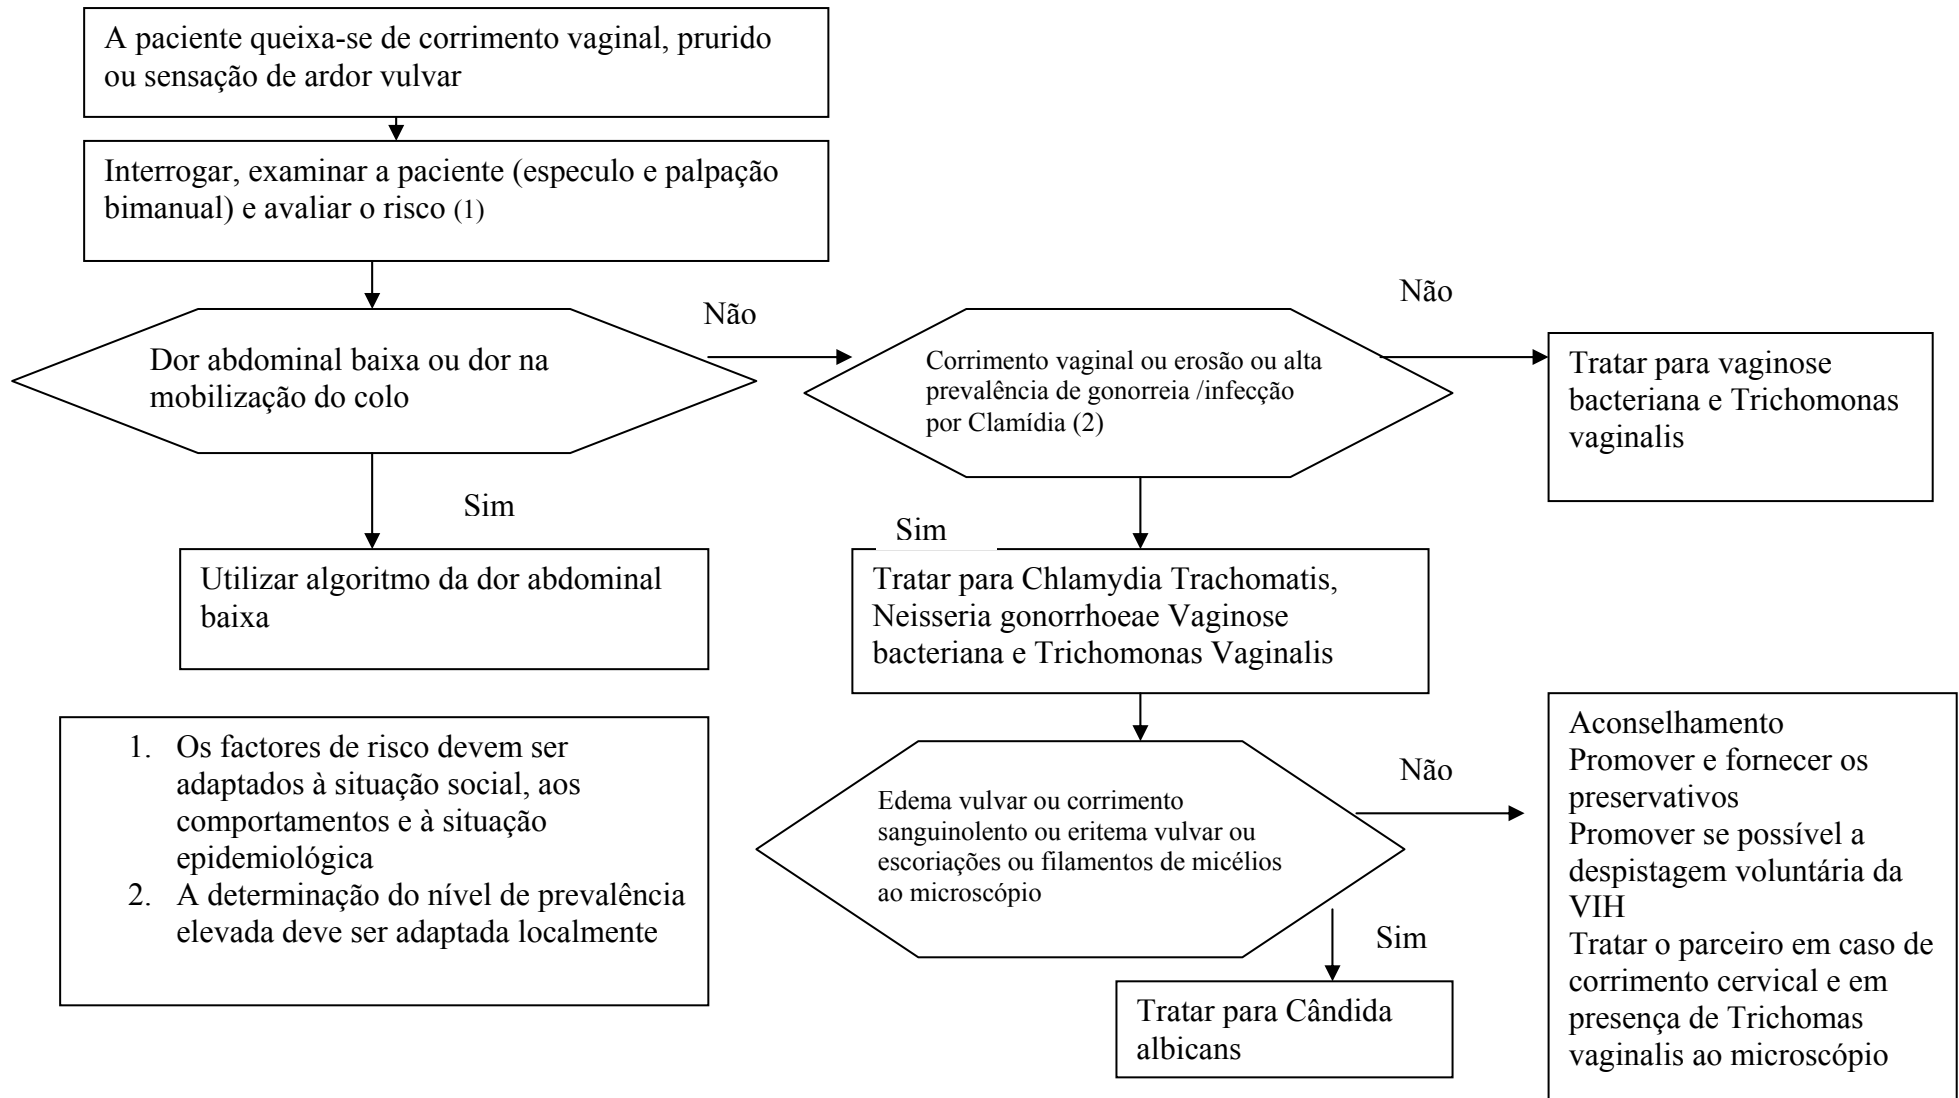 A paciente queixa-se de corrimento vaginal, prurido
ou sensação de ardor vulvar
Interrogar, examinar a paciente (especulo e palpação
bimanual) e avaliar o risco (1)
Dor abdominal baixa ou dor na
mobilização do colo
Não
Corrimento vaginal ou erosão ou alta
prevalência de gonorreia /infecção
por Clamídia (2)
Não
Tratar para vaginose
bacteriana e Trichomonas
vaginalis
Sim
Utilizar algoritmo da dor abdominal
baixa
Sim
Tratar para Chlamydia Trachomatis,
Neisseria gonorrhoeae Vaginose
bacteriana e Trichomonas Vaginalis
1. Os factores de risco devem ser
adaptados à situação social, aos
comportamentos e à situação
epidemiológica
2. A determinação do nível de prevalência
elevada deve ser adaptada localmente
Edema vulvar ou corrimento
sanguinolento ou eritema vulvar ou
escoriações ou filamentos de micélios
ao microscópio
Não
Aconselhamento
Promover e fornecer os
preservativos
Promover se possível a
despistagem voluntária da
VIH
Tratar o parceiro em caso de
corrimento cervical e em
presença de Trichomas
vaginalis ao microscópio
Sim
Tratar para Cândida
albicans